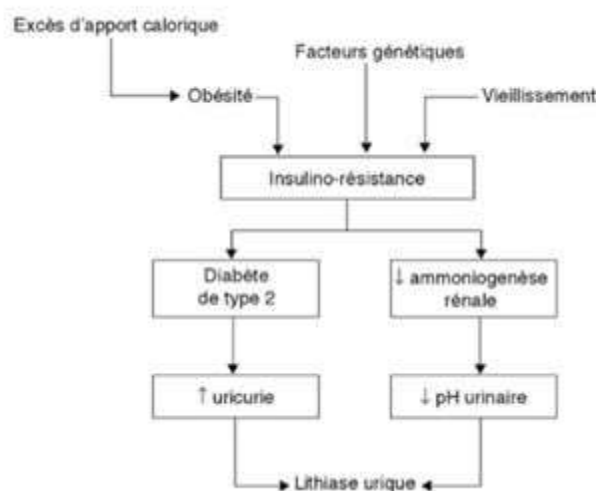 Excès d'apport calorique
Facteurs génétiques
Obésité
Vieillissement
Insulino-résistance
Diabète
de type 2
↓ ammoniogenèse
rénale
↑ uricurie
↓ pH urinaire
Lithiase urique